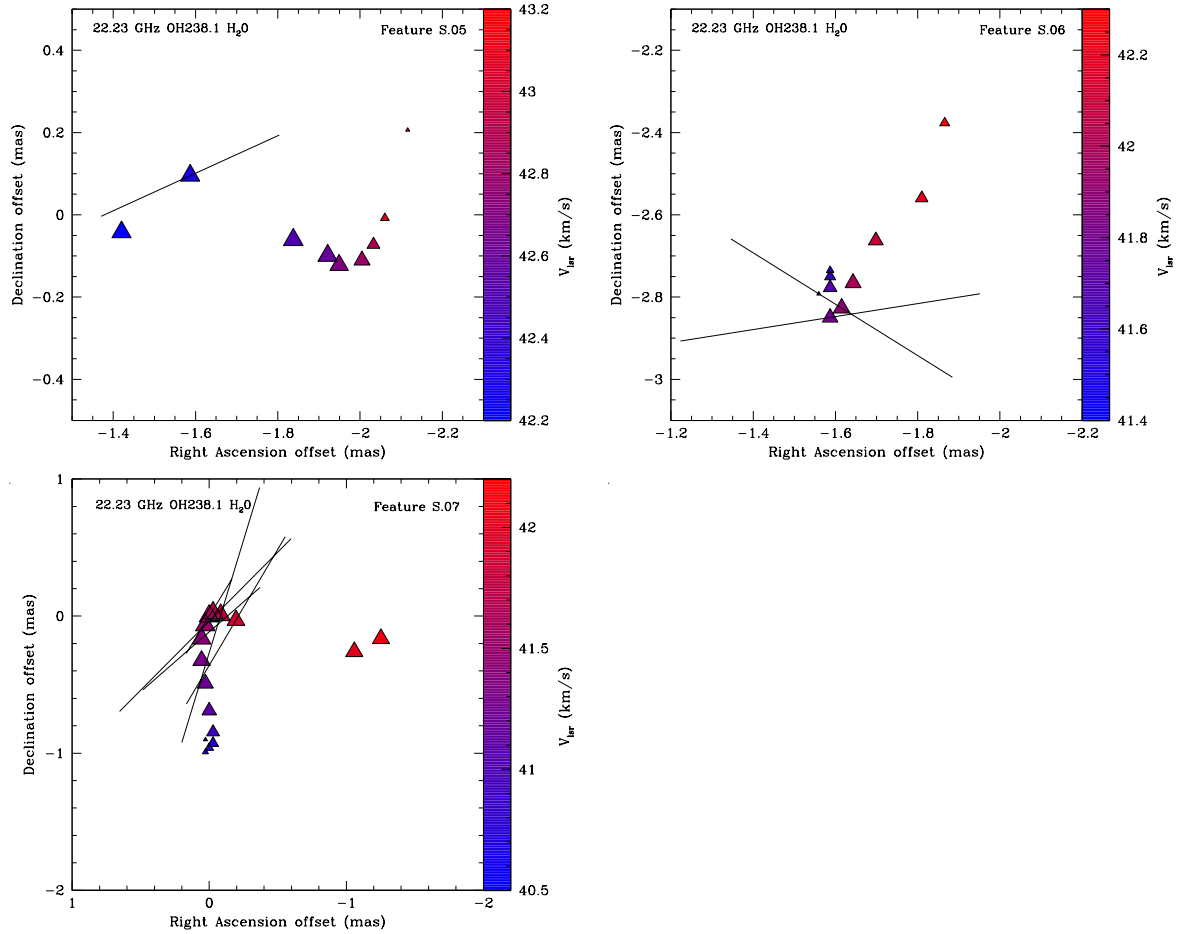 22.23 GHz OH238.1 H₂O Feature S.05
0.4
0.2
0
−0.2
−0.4
Declination offset (mas)
−1.4 −1.6 −1.8 −2 −2.2
Right Ascension offset (mas)
43.2
43
42.8
42.6
42.4
42.2
V_lsr (km/s)
22.23 GHz OH238.1 H₂O Feature S.06
−2.2
−2.4
−2.6
−2.8
−3
Declination offset (mas)
−1.2 −1.4 −1.6 −1.8 −2 −2.2
Right Ascension offset (mas)
42.2
42
41.8
41.6
41.4
V_lsr (km/s)
22.23 GHz OH238.1 H₂O Feature S.07
1
0
−1
−2
Declination offset (mas)
1 0 −1 −2
Right Ascension offset (mas)
42
41.5
41
40.5
V_lsr (km/s)